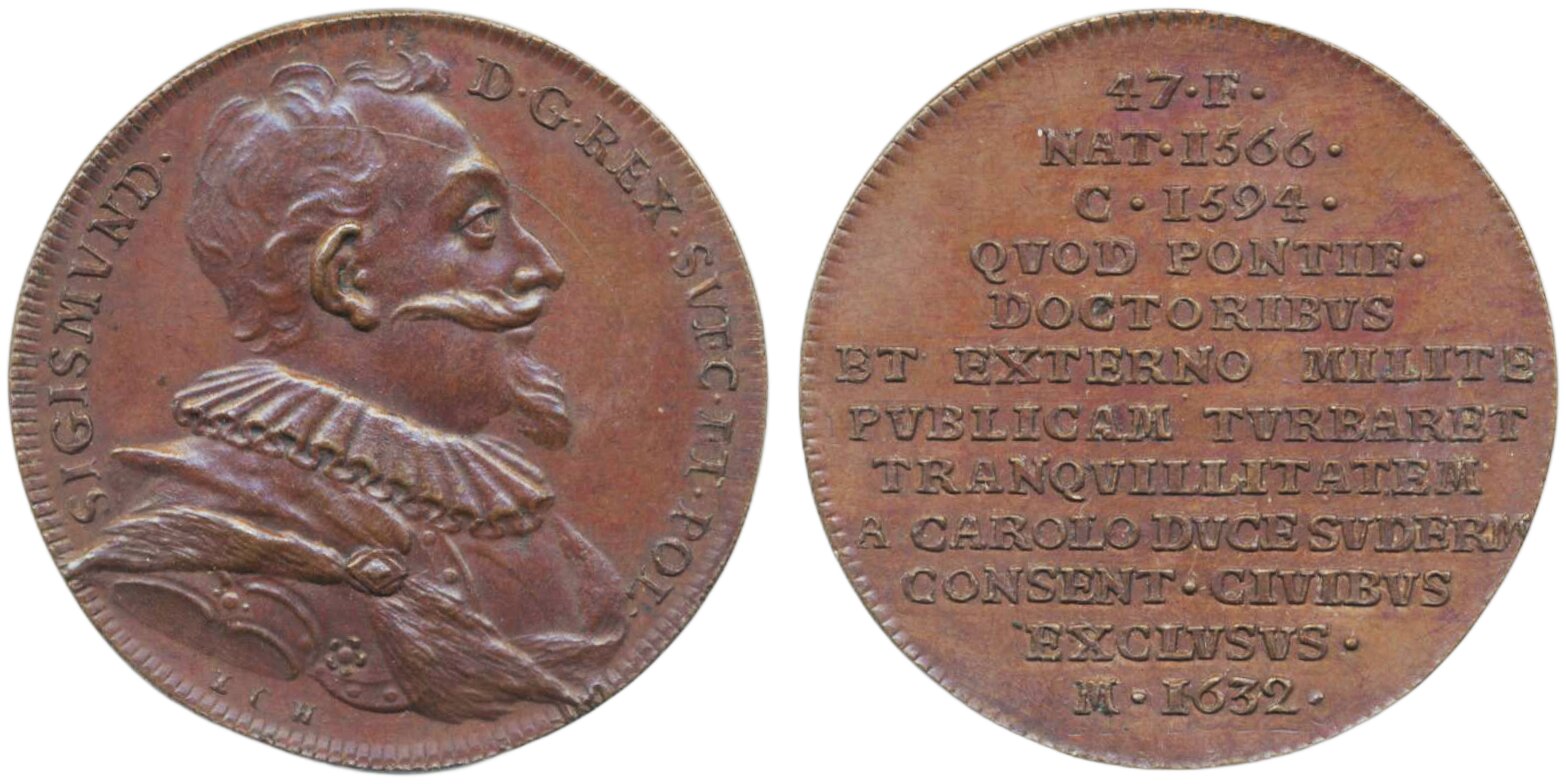 SIGISMVND. D·G·REX·SVEC·ET·POL·
47·F·
NAT·1566·
C·1594·
QVOD PONTIF·
DOCTORIBVS
ET EXTERNO MILITE
PVBLICAM TVRBARET
TRANQVILLITATEM
A CAROLO DVCE SVDERM
CONSENT·CIVIBVS
EXCLVSVS·
M·1632·